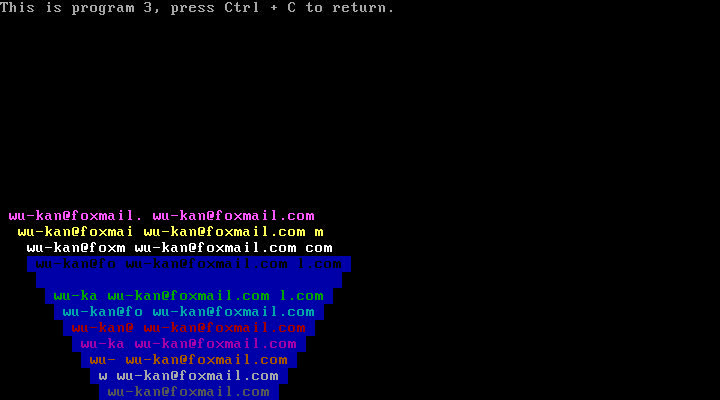 This is program 3, press Ctrl + C to return.
wu-kan@foxmail. wu-kan@foxmail.com
wu-kan@foxmai wu-kan@foxmail.com m
wu-kan@foxm wu-kan@foxmail.com com
wu-kan@fo wu-kan@foxmail.com l.com
wu-ka wu-kan@foxmail.com l.com
wu-kan@fo wu-kan@foxmail.com
wu-kan@ wu-kan@foxmail.com
wu-ka wu-kan@foxmail.com
wu- wu-kan@foxmail.com
w wu-kan@foxmail.com
wu-kan@foxmail.com